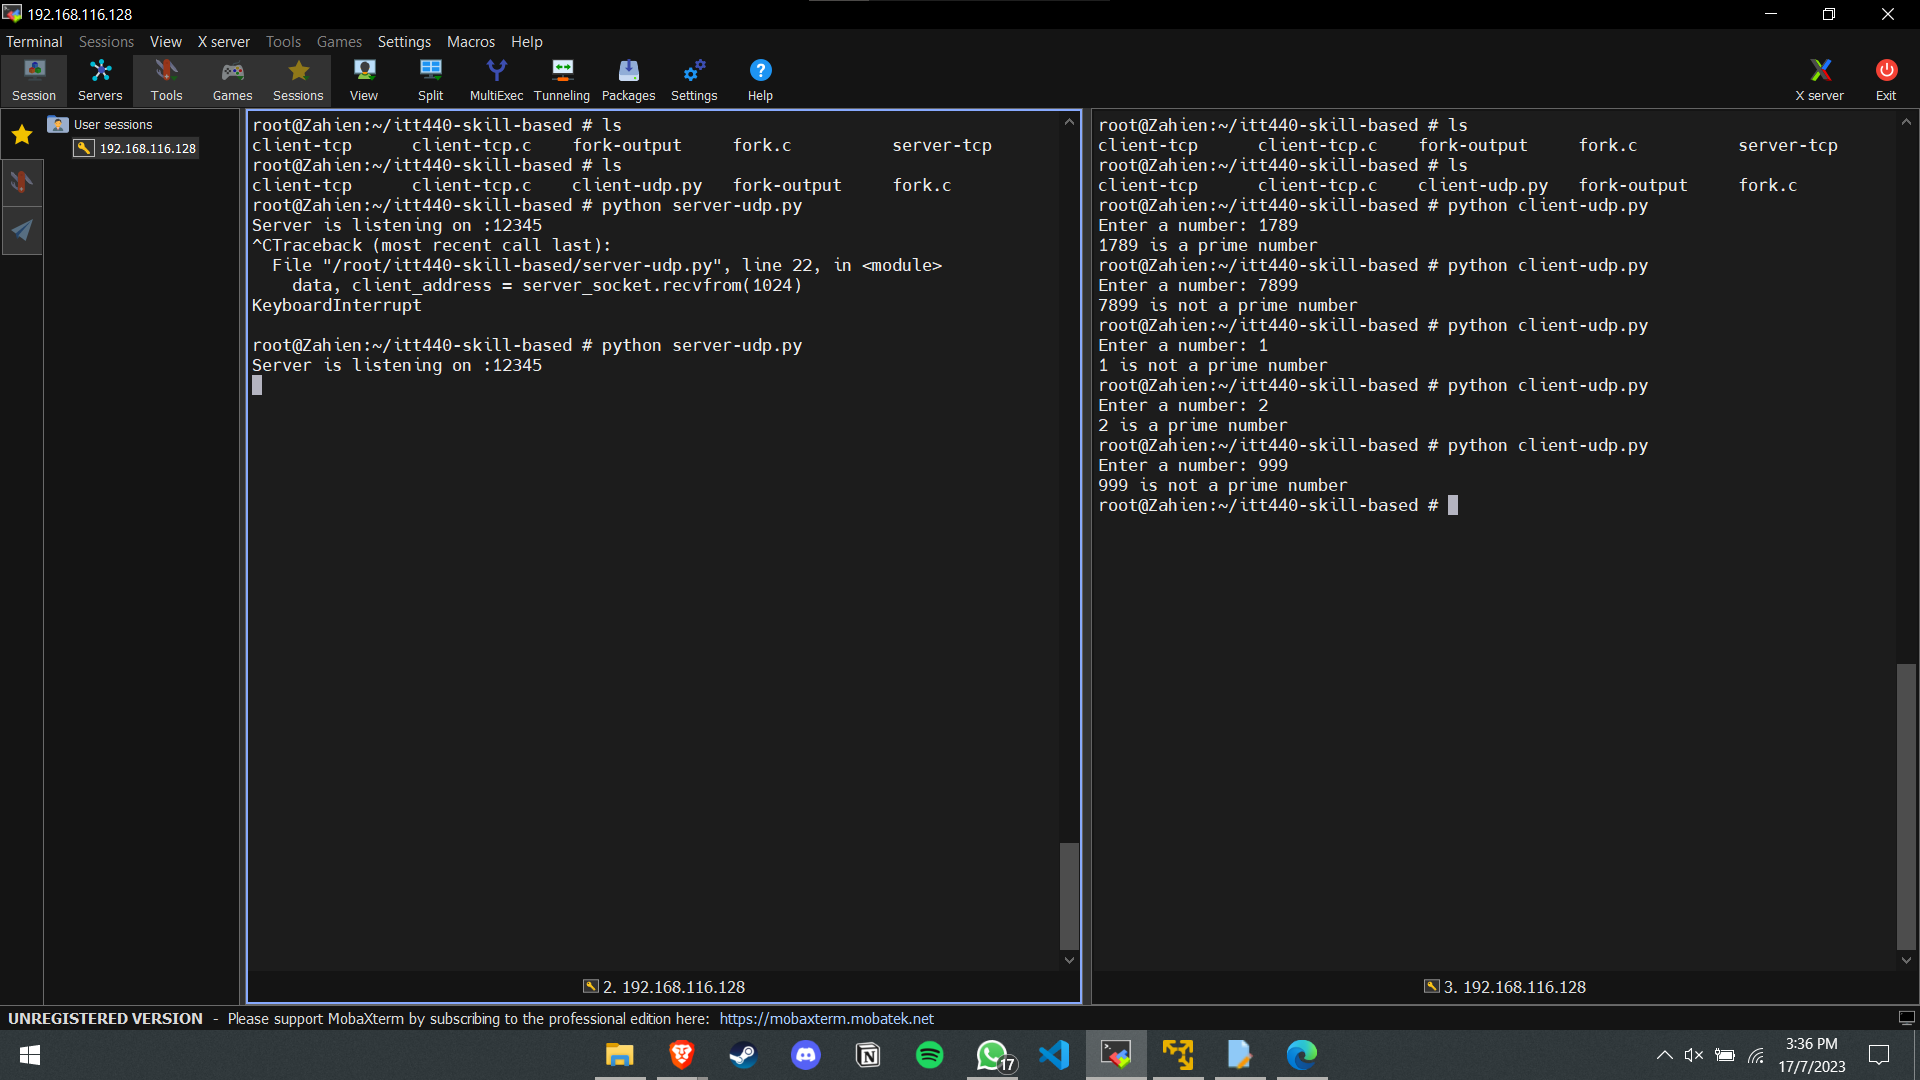 192.168.116.128
Terminal Sessions View X server Tools Games Settings Macros Help
Session Servers Tools Games Sessions View Split MultiExec Tunneling Packages Settings Help X server Exit
User sessions
192.168.116.128
root@Zahien:~/itt440-skill-based # ls
client-tcp client-tcp.c fork-output fork.c server-tcp
root@Zahien:~/itt440-skill-based # ls
client-tcp client-tcp.c client-udp.py fork-output fork.c
root@Zahien:~/itt440-skill-based # python server-udp.py
Server is listening on :12345
^CTraceback (most recent call last):
File "/root/itt440-skill-based/server-udp.py", line 22, in <module>
data, client_address = server_socket.recvfrom(1024)
KeyboardInterrupt
root@Zahien:~/itt440-skill-based # python server-udp.py
Server is listening on :12345
2. 192.168.116.128
root@Zahien:~/itt440-skill-based # ls
client-tcp client-tcp.c fork-output fork.c server-tcp
root@Zahien:~/itt440-skill-based # ls
client-tcp client-tcp.c client-udp.py fork-output fork.c
root@Zahien:~/itt440-skill-based # python client-udp.py
Enter a number: 1789
1789 is a prime number
root@Zahien:~/itt440-skill-based # python client-udp.py
Enter a number: 7899
7899 is not a prime number
root@Zahien:~/itt440-skill-based # python client-udp.py
Enter a number: 1
1 is not a prime number
root@Zahien:~/itt440-skill-based # python client-udp.py
Enter a number: 2
2 is a prime number
root@Zahien:~/itt440-skill-based # python client-udp.py
Enter a number: 999
999 is not a prime number
root@Zahien:~/itt440-skill-based #
3. 192.168.116.128
UNREGISTERED VERSION - Please support MobaXterm by subscribing to the professional edition here: https://mobaxterm.mobatek.net
17
3:36 PM
17/7/2023